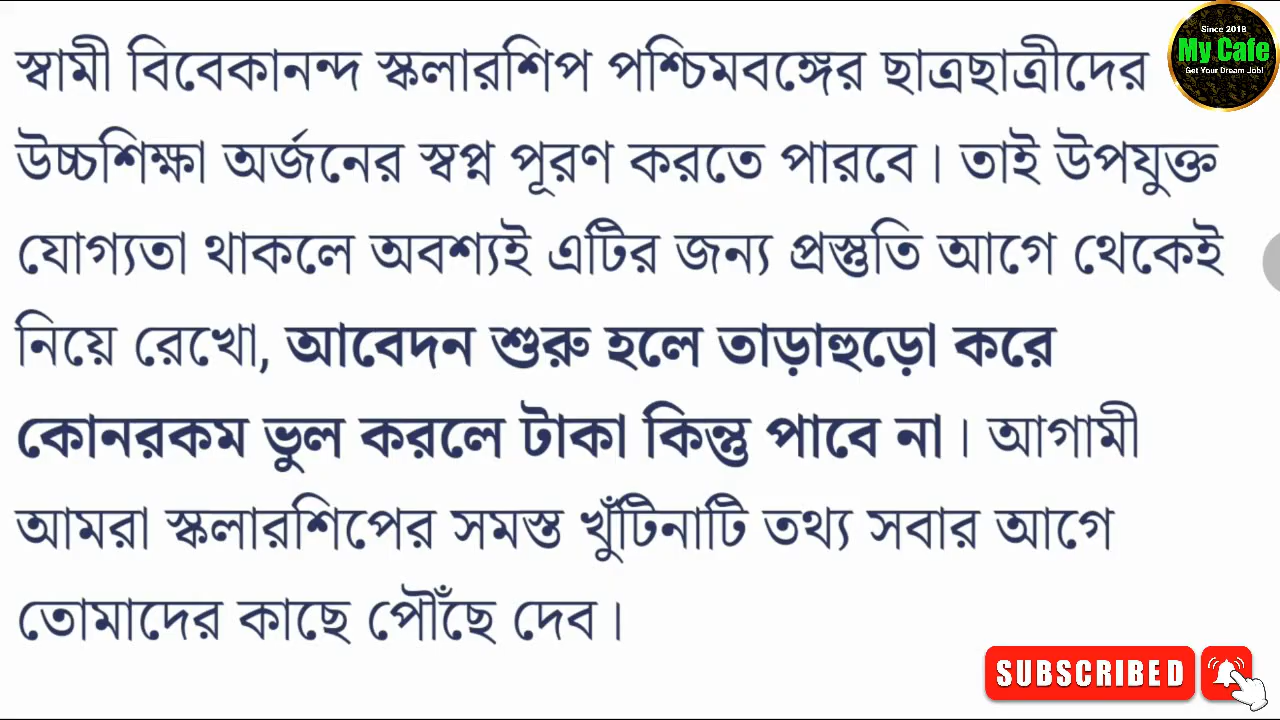 Since 2018
My Cafe
Get Your Dream Job!
স্বামী বিবেকানন্দ স্কলারশিপ পশ্চিমবঙ্গের ছাত্রছাত্রীদের
উচ্চশিক্ষা অর্জনের স্বপ্ন পূরণ করতে পারবে। তাই উপযুক্ত
যোগ্যতা থাকলে অবশ্যই এটির জন্য প্রস্তুতি আগে থেকেই
নিয়ে রেখো, আবেদন শুরু হলে তাড়াহুড়ো করে
কোনরকম ভুল করলে টাকা কিন্তু পাবে না। আগামী
আমরা স্কলারশিপের সমস্ত খুঁটিনাটি তথ্য সবার আগে
তোমাদের কাছে পৌঁছে দেব।
SUBSCRIBED